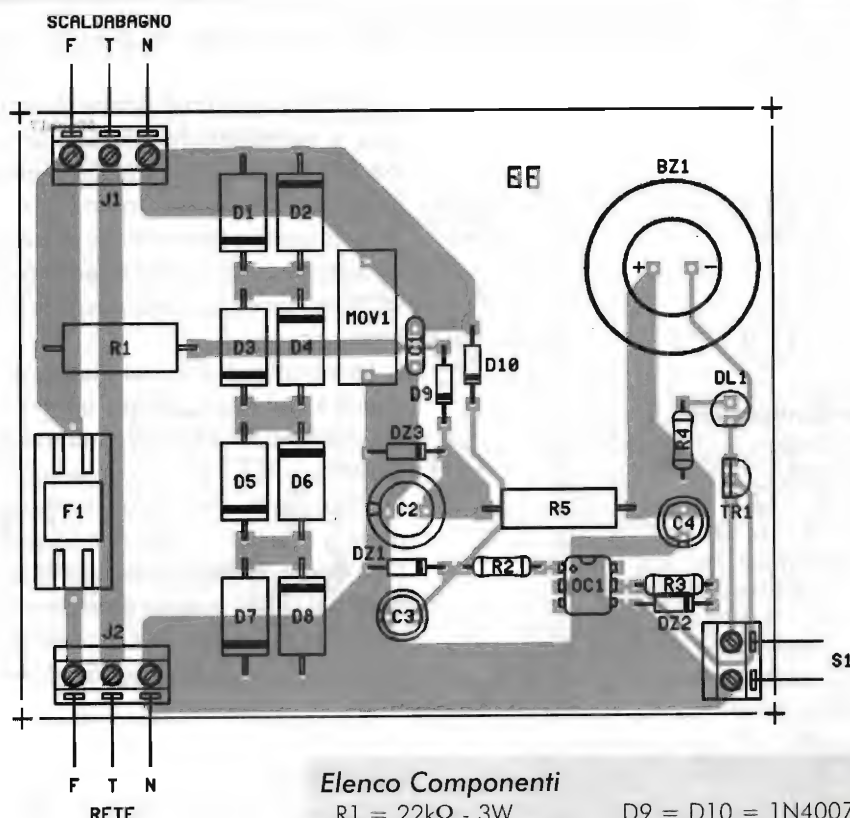 SCALDABAGNO
F T N
J1
D1 D2
EE
BZ1
+ -
MOV1
R1
D3 D4
C1
D9
D10
DL1
R4
DZ3
F1
D5 D6
C2
R5
C4
TR1
DZ1
R2
OC1
R3
DZ2
C3
J2
D7 D8
S1
F T N
RETE
Elenco Componenti
R1 = 22kΩ - 3W D9 = D10 = 1N4007